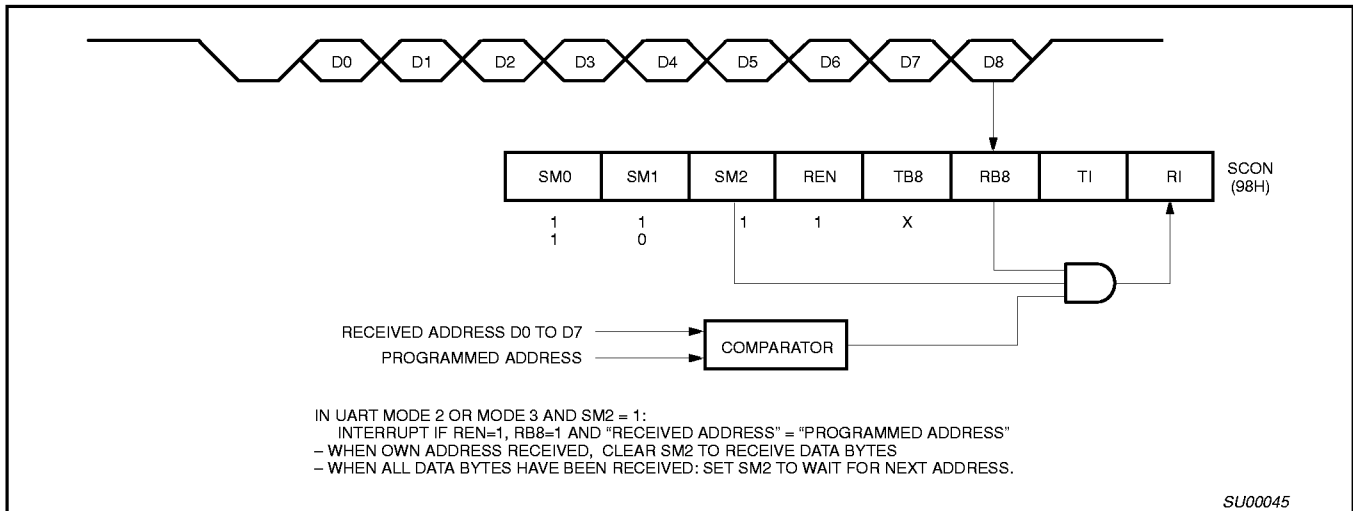 D0 D1 D2 D3 D4 D5 D6 D7 D8
SM0 SM1 SM2 REN TB8 RB8 TI RI
SCON
(98H)
1 1 1 1 X
1 0
RECEIVED ADDRESS D0 TO D7
PROGRAMMED ADDRESS
COMPARATOR
IN UART MODE 2 OR MODE 3 AND SM2 = 1:
INTERRUPT IF REN=1, RB8=1 AND “RECEIVED ADDRESS” = “PROGRAMMED ADDRESS”
– WHEN OWN ADDRESS RECEIVED, CLEAR SM2 TO RECEIVE DATA BYTES
– WHEN ALL DATA BYTES HAVE BEEN RECEIVED: SET SM2 TO WAIT FOR NEXT ADDRESS.
SU00045